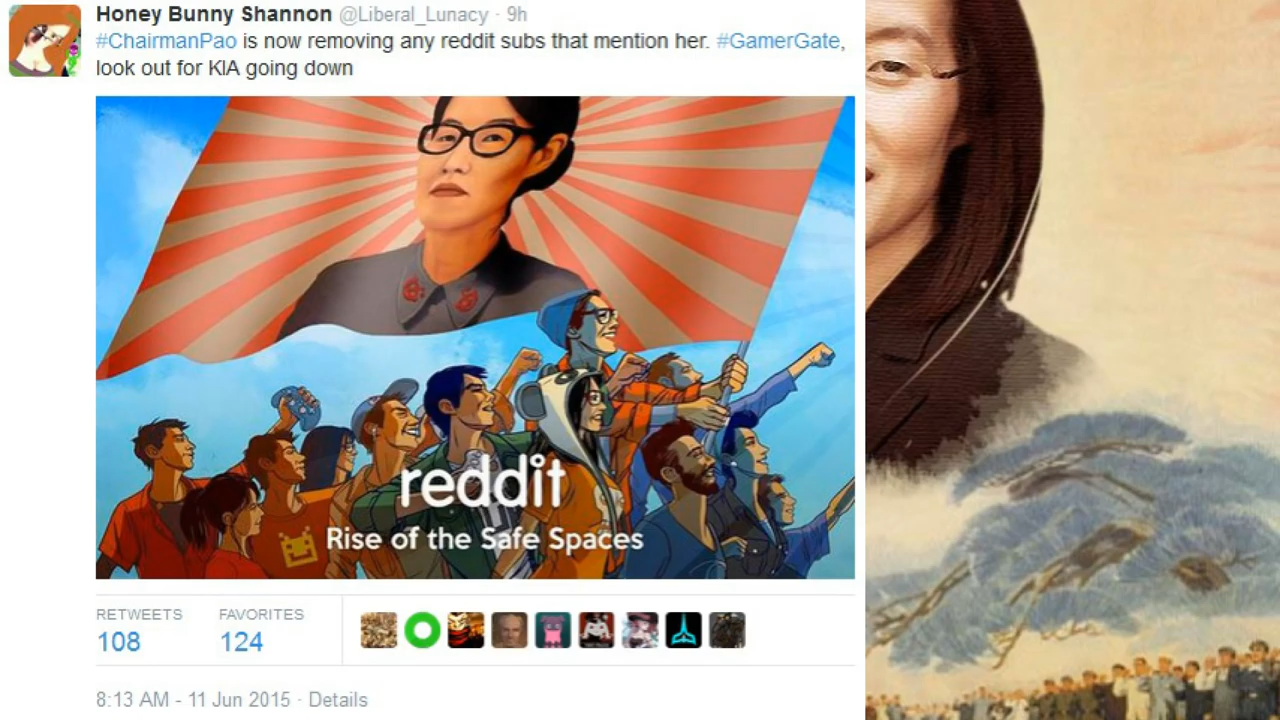 Honey Bunny Shannon @Liberal_Lunacy · 9h
#ChairmanPao is now removing any reddit subs that mention her. #GamerGate,
look out for KIA going down
reddit
Rise of the Safe Spaces
RETWEETS FAVORITES
108 124
8:13 AM - 11 Jun 2015 · Details